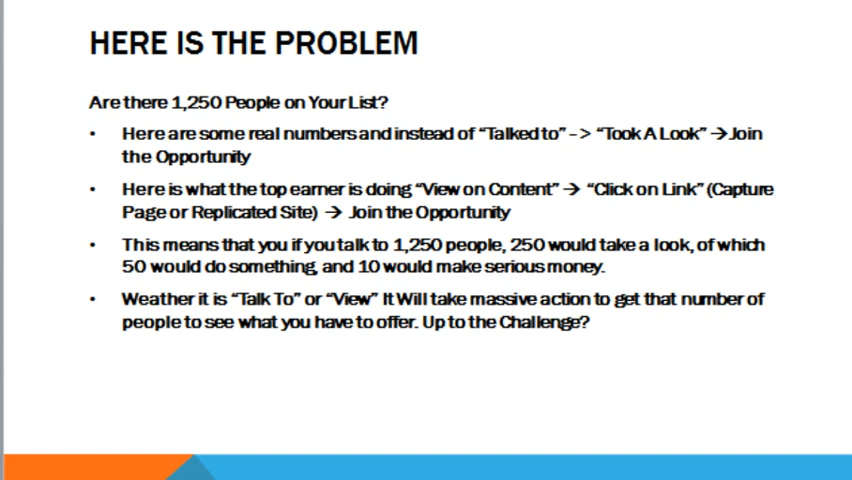 HERE IS THE PROBLEM
Are there 1,250 People on Your List?
• Here are some real numbers and instead of “Talked to” –> “Took A Look” →Join
the Opportunity
• Here is what the top earner is doing “View on Content” → “Click on Link” (Capture
Page or Replicated Site) → Join the Opportunity
• This means that you if you talk to 1,250 people, 250 would take a look, of which
50 would do something, and 10 would make serious money.
• Weather it is “Talk To” or “View” It Will take massive action to get that number of
people to see what you have to offer. Up to the Challenge?